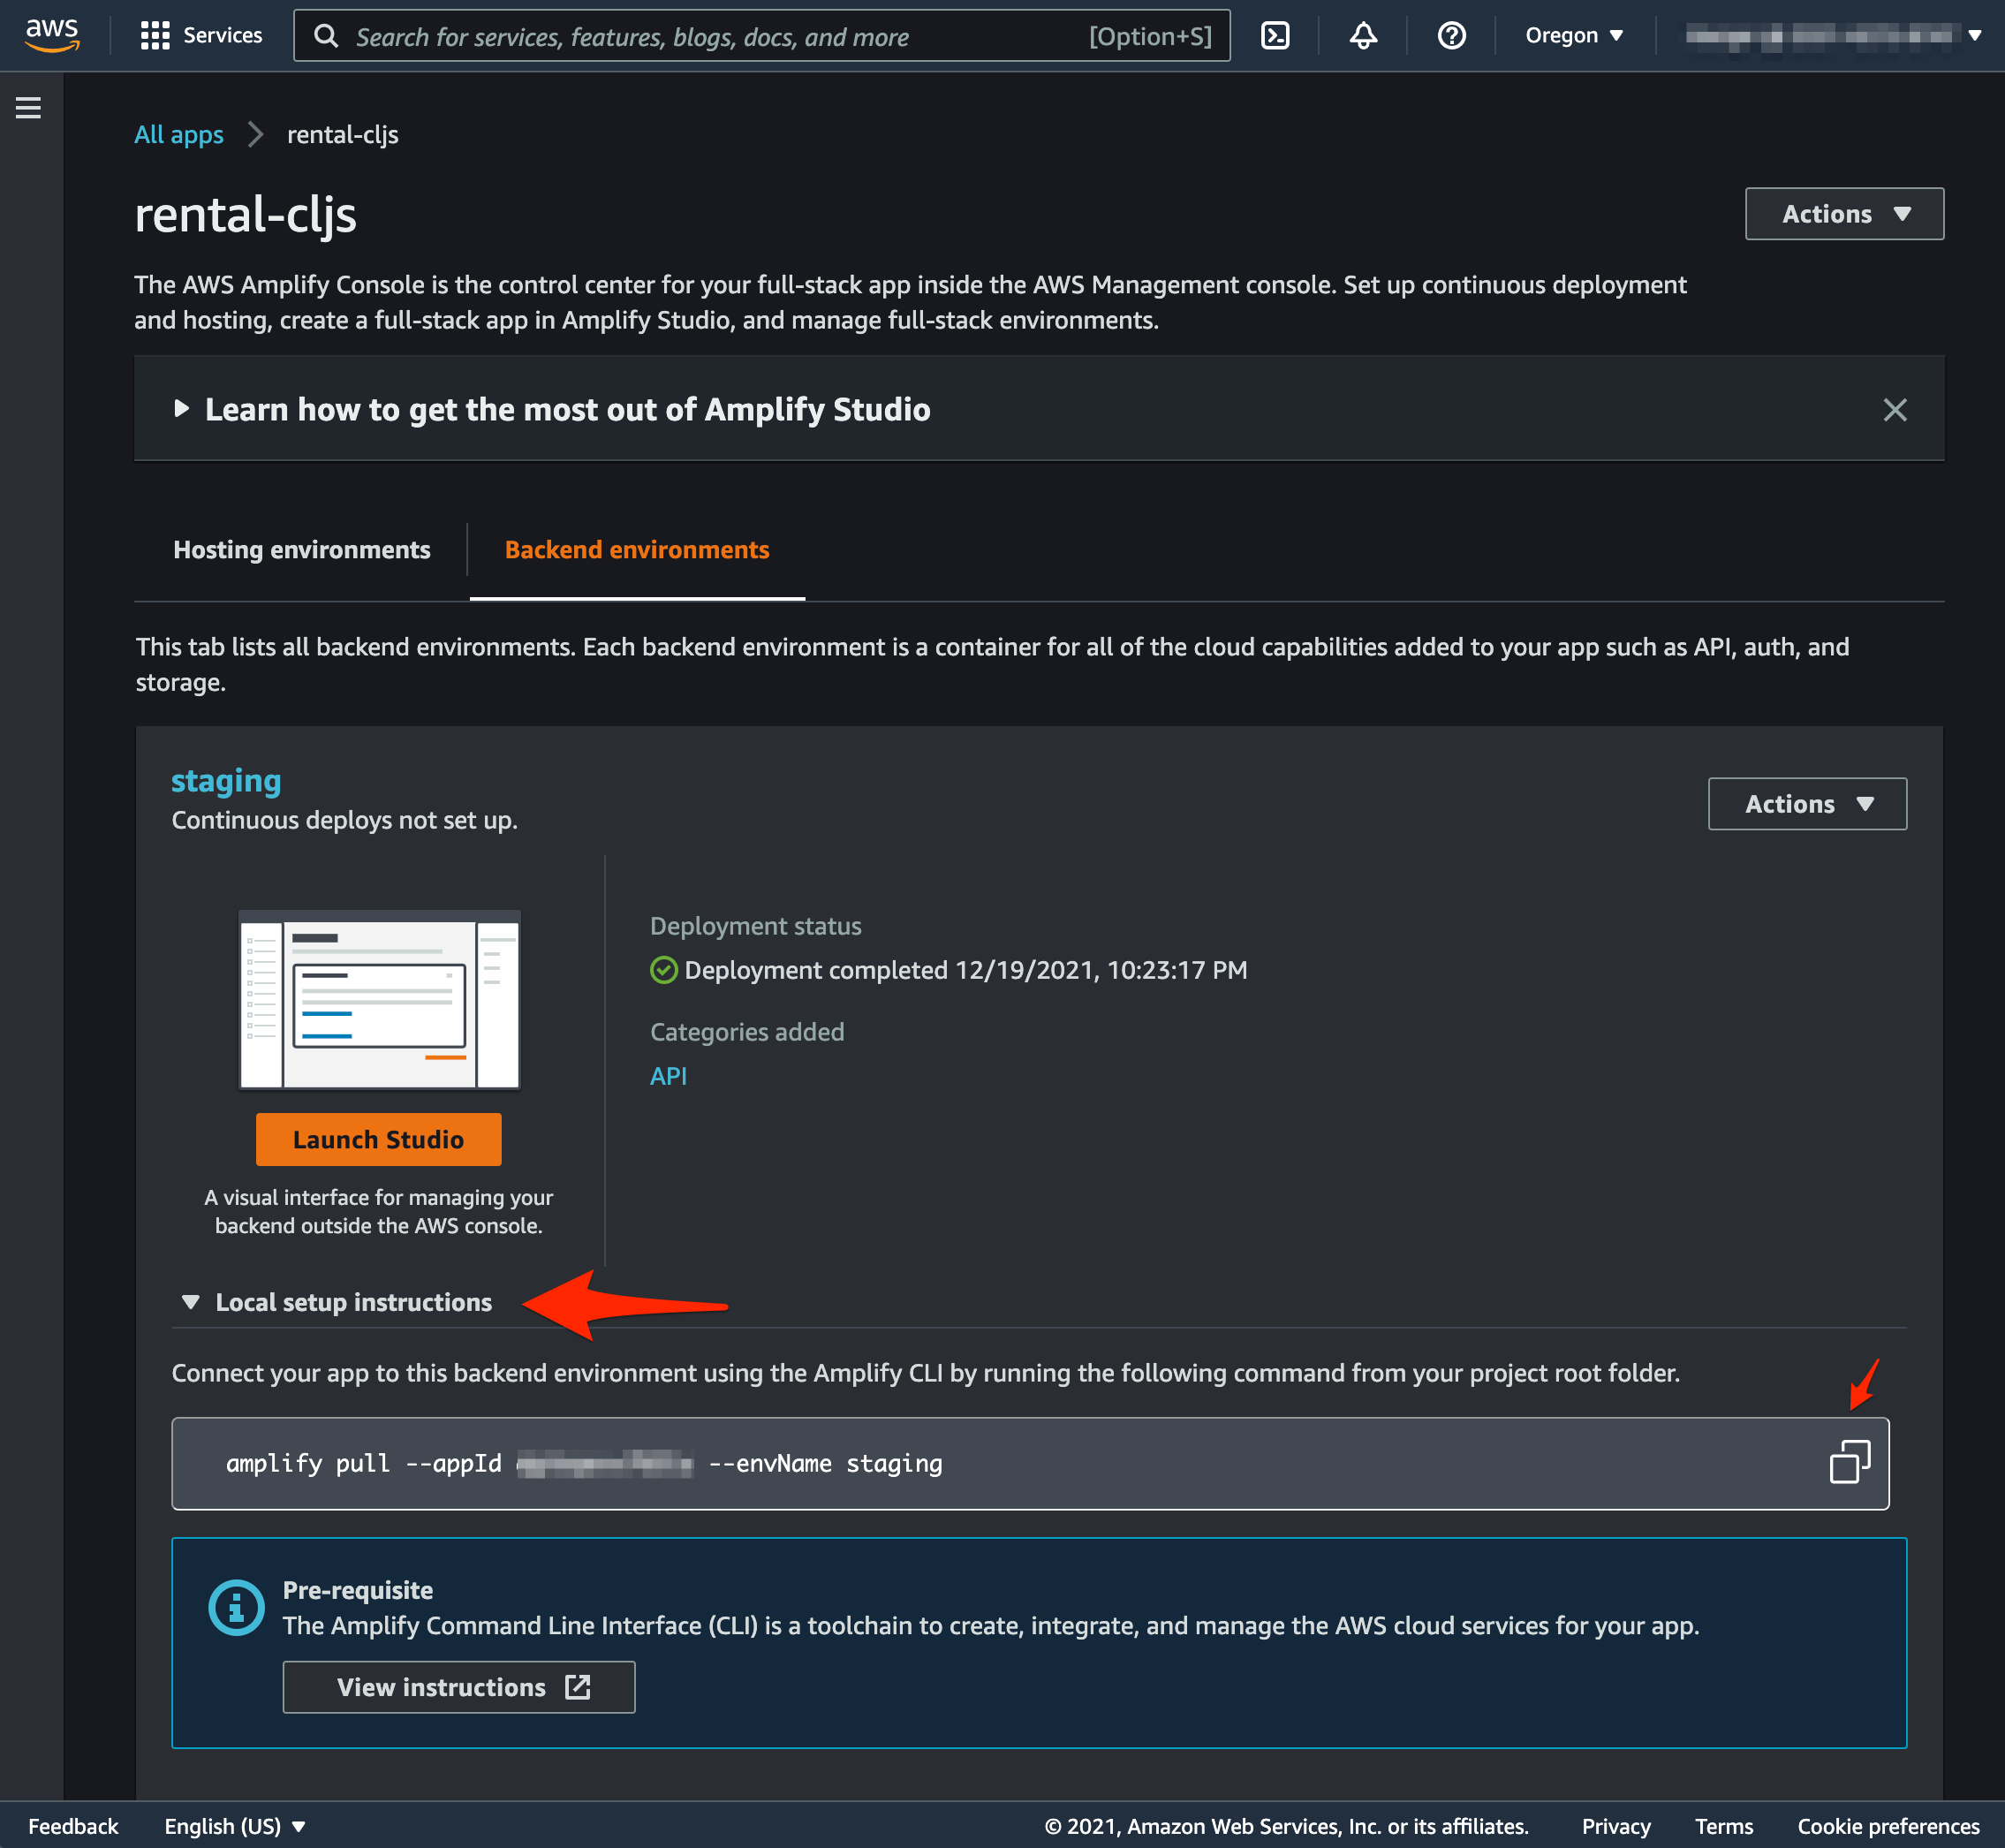 aws
Services
Search for services, features, blogs, docs, and more
[Option+S]
Oregon
All apps
rental-cljs
rental-cljs
Actions
The AWS Amplify Console is the control center for your full-stack app inside the AWS Management console. Set up continuous deployment
and hosting, create a full-stack app in Amplify Studio, and manage full-stack environments.
Learn how to get the most out of Amplify Studio
Hosting environments
Backend environments
This tab lists all backend environments. Each backend environment is a container for all of the cloud capabilities added to your app such as API, auth, and
storage.
staging
Continuous deploys not set up.
Actions
Launch Studio
A visual interface for managing your
backend outside the AWS console.
Deployment status
Deployment completed 12/19/2021, 10:23:17 PM
Categories added
API
Local setup instructions
Connect your app to this backend environment using the Amplify CLI by running the following command from your project root folder.
amplify pull --appId --envName staging
Pre-requisite
The Amplify Command Line Interface (CLI) is a toolchain to create, integrate, and manage the AWS cloud services for your app.
View instructions
Feedback
English (US)
© 2021, Amazon Web Services, Inc. or its affiliates.
Privacy
Terms
Cookie preferences